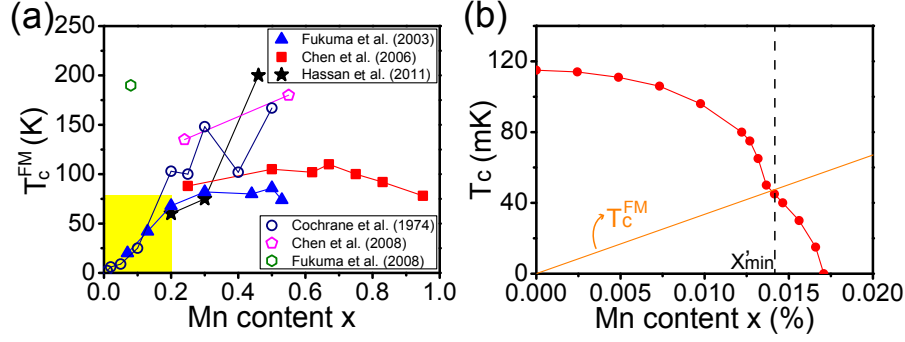 (a)
250
200
150
100
50
0
T_c^FM (K)
Fukuma et al. (2003)
Chen et al. (2006)
Hassan et al. (2011)
Cochrane et al. (1974)
Chen et al. (2008)
Fukuma et al. (2008)
0.0 0.2 0.4 0.6 0.8 1.0
Mn content x
(b)
120
80
40
0
T_c (mK)
T_c^FM
X'_min
0.000 0.005 0.010 0.015 0.020
Mn content x (%)